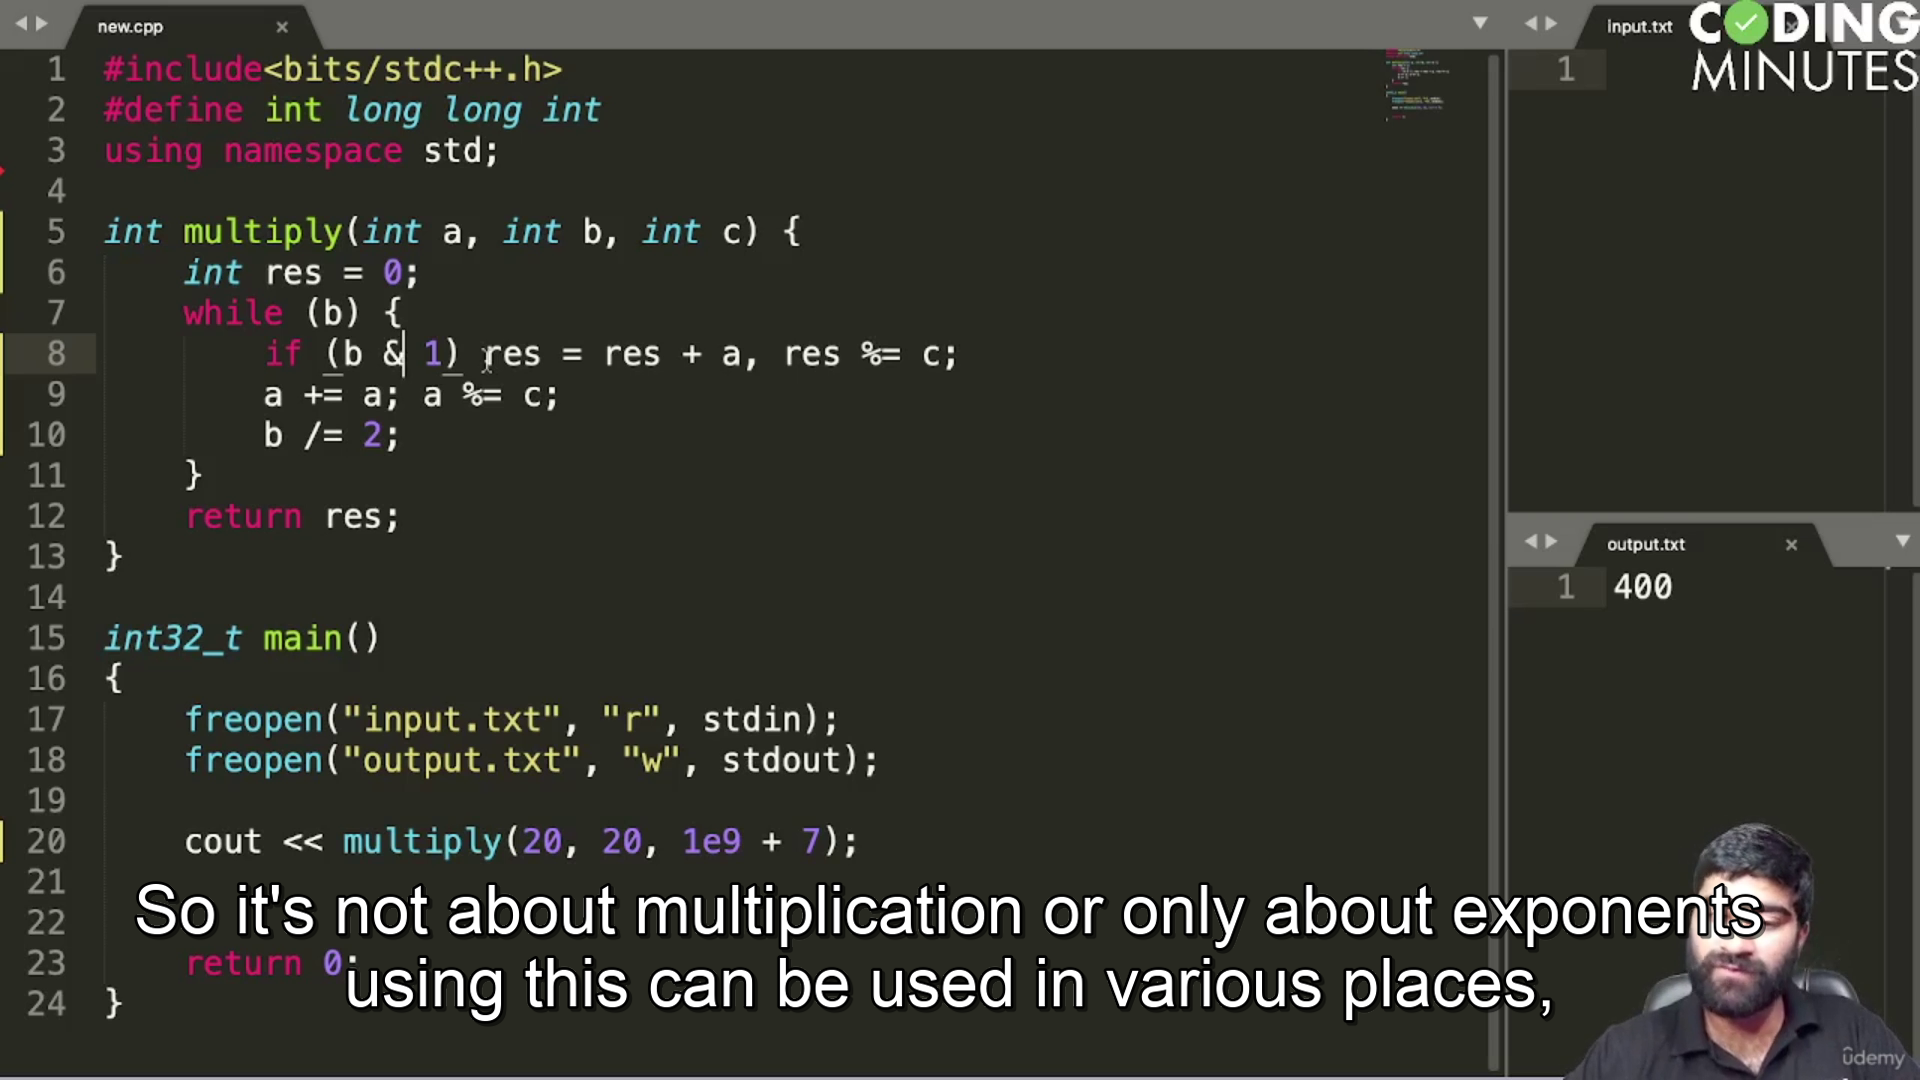 new.cpp
input.txt
CODING
MINUTES
1 #include<bits/stdc++.h>
2 #define int long long int
3 using namespace std;
4
5 int multiply(int a, int b, int c) {
6 int res = 0;
7 while (b) {
8 if (b & 1) res = res + a, res %= c;
9 a += a; a %= c;
10 b /= 2;
11 }
12 return res;
13 }
14
15 int32_t main()
16 {
17 freopen("input.txt", "r", stdin);
18 freopen("output.txt", "w", stdout);
19
20 cout << multiply(20, 20, 1e9 + 7);
21
22
23 return 0;
24 }
1
output.txt
1 400
So it's not about multiplication or only about exponents
using this can be used in various places,
udemy